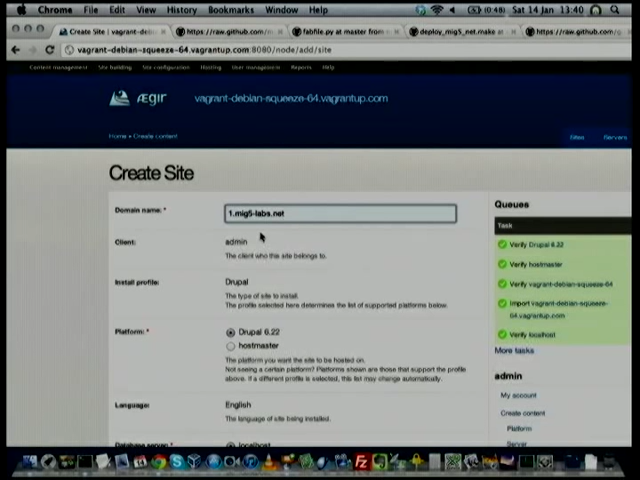 Chrome File Edit View History Bookmarks Window Help (0:48) Sat 14 Jan 13:40
Create Site | vagrant-debian- https://raw.github.com/ fabfile.py at master from deploy_mig5_net.make at https://raw.github.com/
vagrant-debian-squeeze-64.vagrantup.com:8080/node/add/site
Content management Site building Site configuration Hosting User management Reports Help
ÆGIR vagrant-debian-squeeze-64.vagrantup.com
Home » Create content Sites Servers
Create Site
Domain name: *
1.mig5-labs.net
Client:
admin
The client who this site belongs to.
Install profile:
Drupal
The type of site to install.
The profile selected here determines the list of supported platforms below.
Platform: *
Drupal 6.22
hostmaster
The platform you want the site to be hosted on.
Not seeing a certain platform? Platforms shown are those that support the profile
above. If a different profile is selected, this list may change automatically.
Language:
English
The language of site being installed.
Database server: *
localhost
Queues
Task
Verify Drupal 6.22
Verify hostmaster
Verify vagrant-debian-squeeze-64
Import vagrant-debian-squeeze-
64.vagrantup.com
Verify localhost
More tasks
admin
My account
Create content
Platform
Server